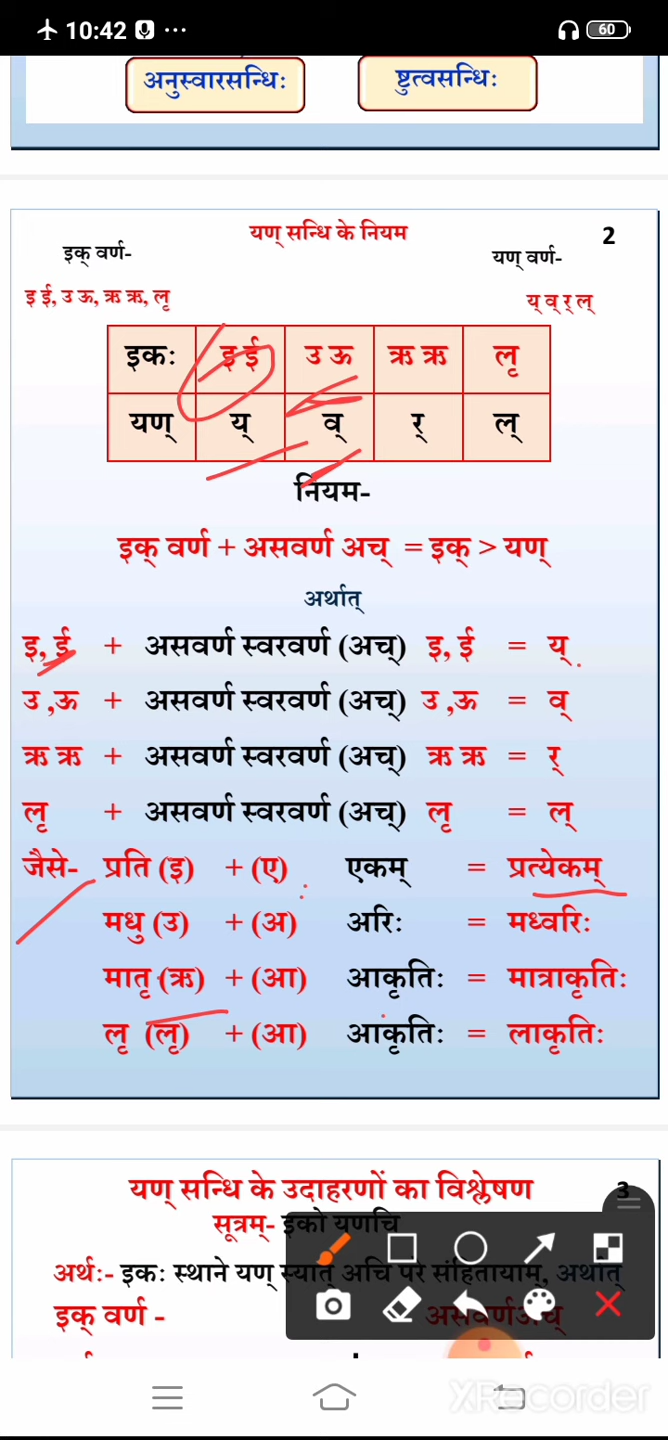 10:42 ... 60
अनुस्वारसन्धिः ष्टुत्वसन्धिः
यण् सन्धि के नियम 2
इक् वर्ण- यण् वर्ण-
इ ई, उ ऊ, ऋ ऋ, लृ य् व् र् ल्
इकः इ ई उ ऊ ऋ ऋ लृ
यण् य् व् र् ल्
नियम-
इक् वर्ण + असवर्ण अच् = इक् > यण्
अर्थात्
इ, ई + असवर्ण स्वरवर्ण (अच्) इ, ई = य्
उ ,ऊ + असवर्ण स्वरवर्ण (अच्) उ ,ऊ = व्
ऋ ऋ + असवर्ण स्वरवर्ण (अच्) ऋ ऋ = र्
लृ + असवर्ण स्वरवर्ण (अच्) लृ = ल्
जैसे- प्रति (इ) + (ए) एकम् = प्रत्येकम्
मधु (उ) + (अ) अरिः = मध्वरिः
मातृ (ऋ) + (आ) आकृतिः = मात्राकृतिः
लृ (लृ) + (आ) आकृतिः = लाकृतिः
यण् सन्धि के उदाहरणों का विश्लेषण 3
सूत्रम्- इको यणचि
अर्थः- इकः स्थाने यण् स्यात् अचि परे संहितायाम्, अर्थात्
इक् वर्ण - असवर्णअच्
XRecorder